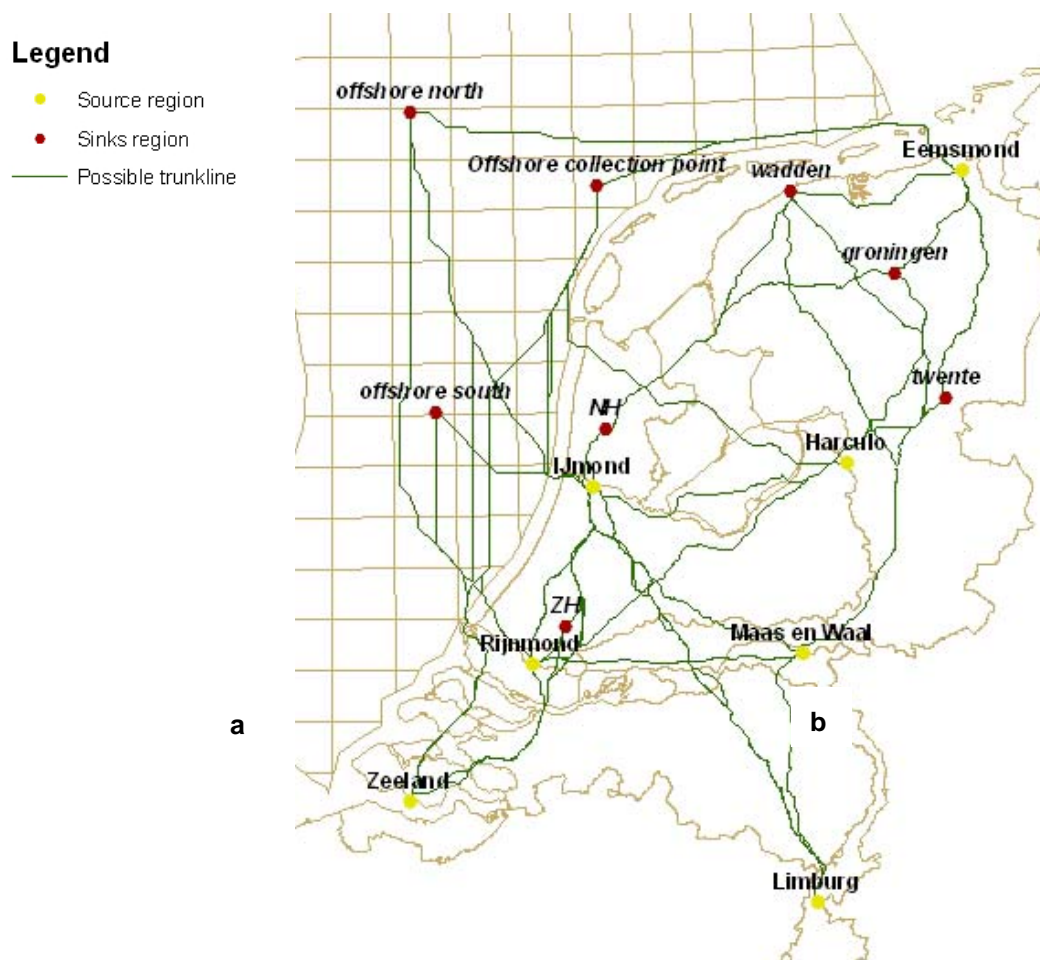 Legend
Source region
Sinks region
Possible trunkline
offshore north
Offshore collection point
wadden
Eemsmond
groningen
offshore south
twente
NH
Harculo
IJmond
ZH
Rijnmond
Maas en Waal
a
b
Zeeland
Limburg